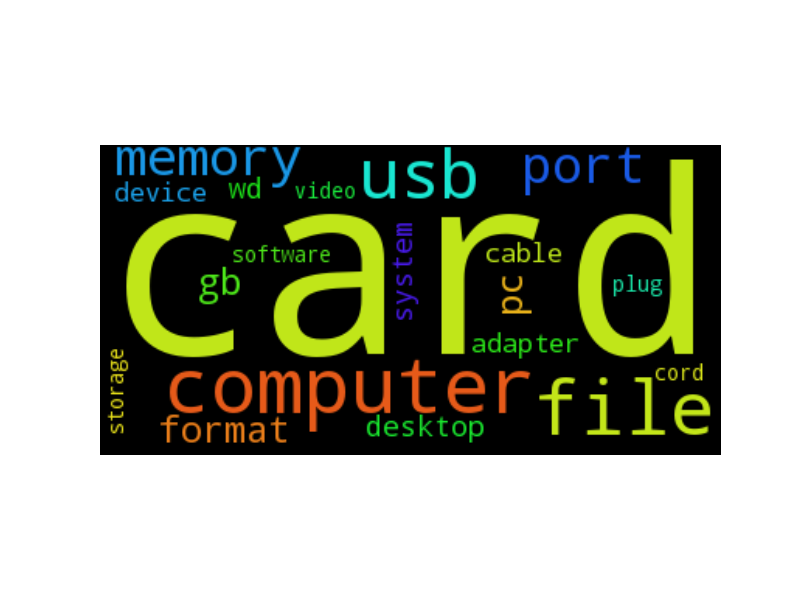 memory
usb
port
device
wd
video
card
software
system
cable
gb
pc
plug
adapter
storage
computer
file
cord
format
desktop